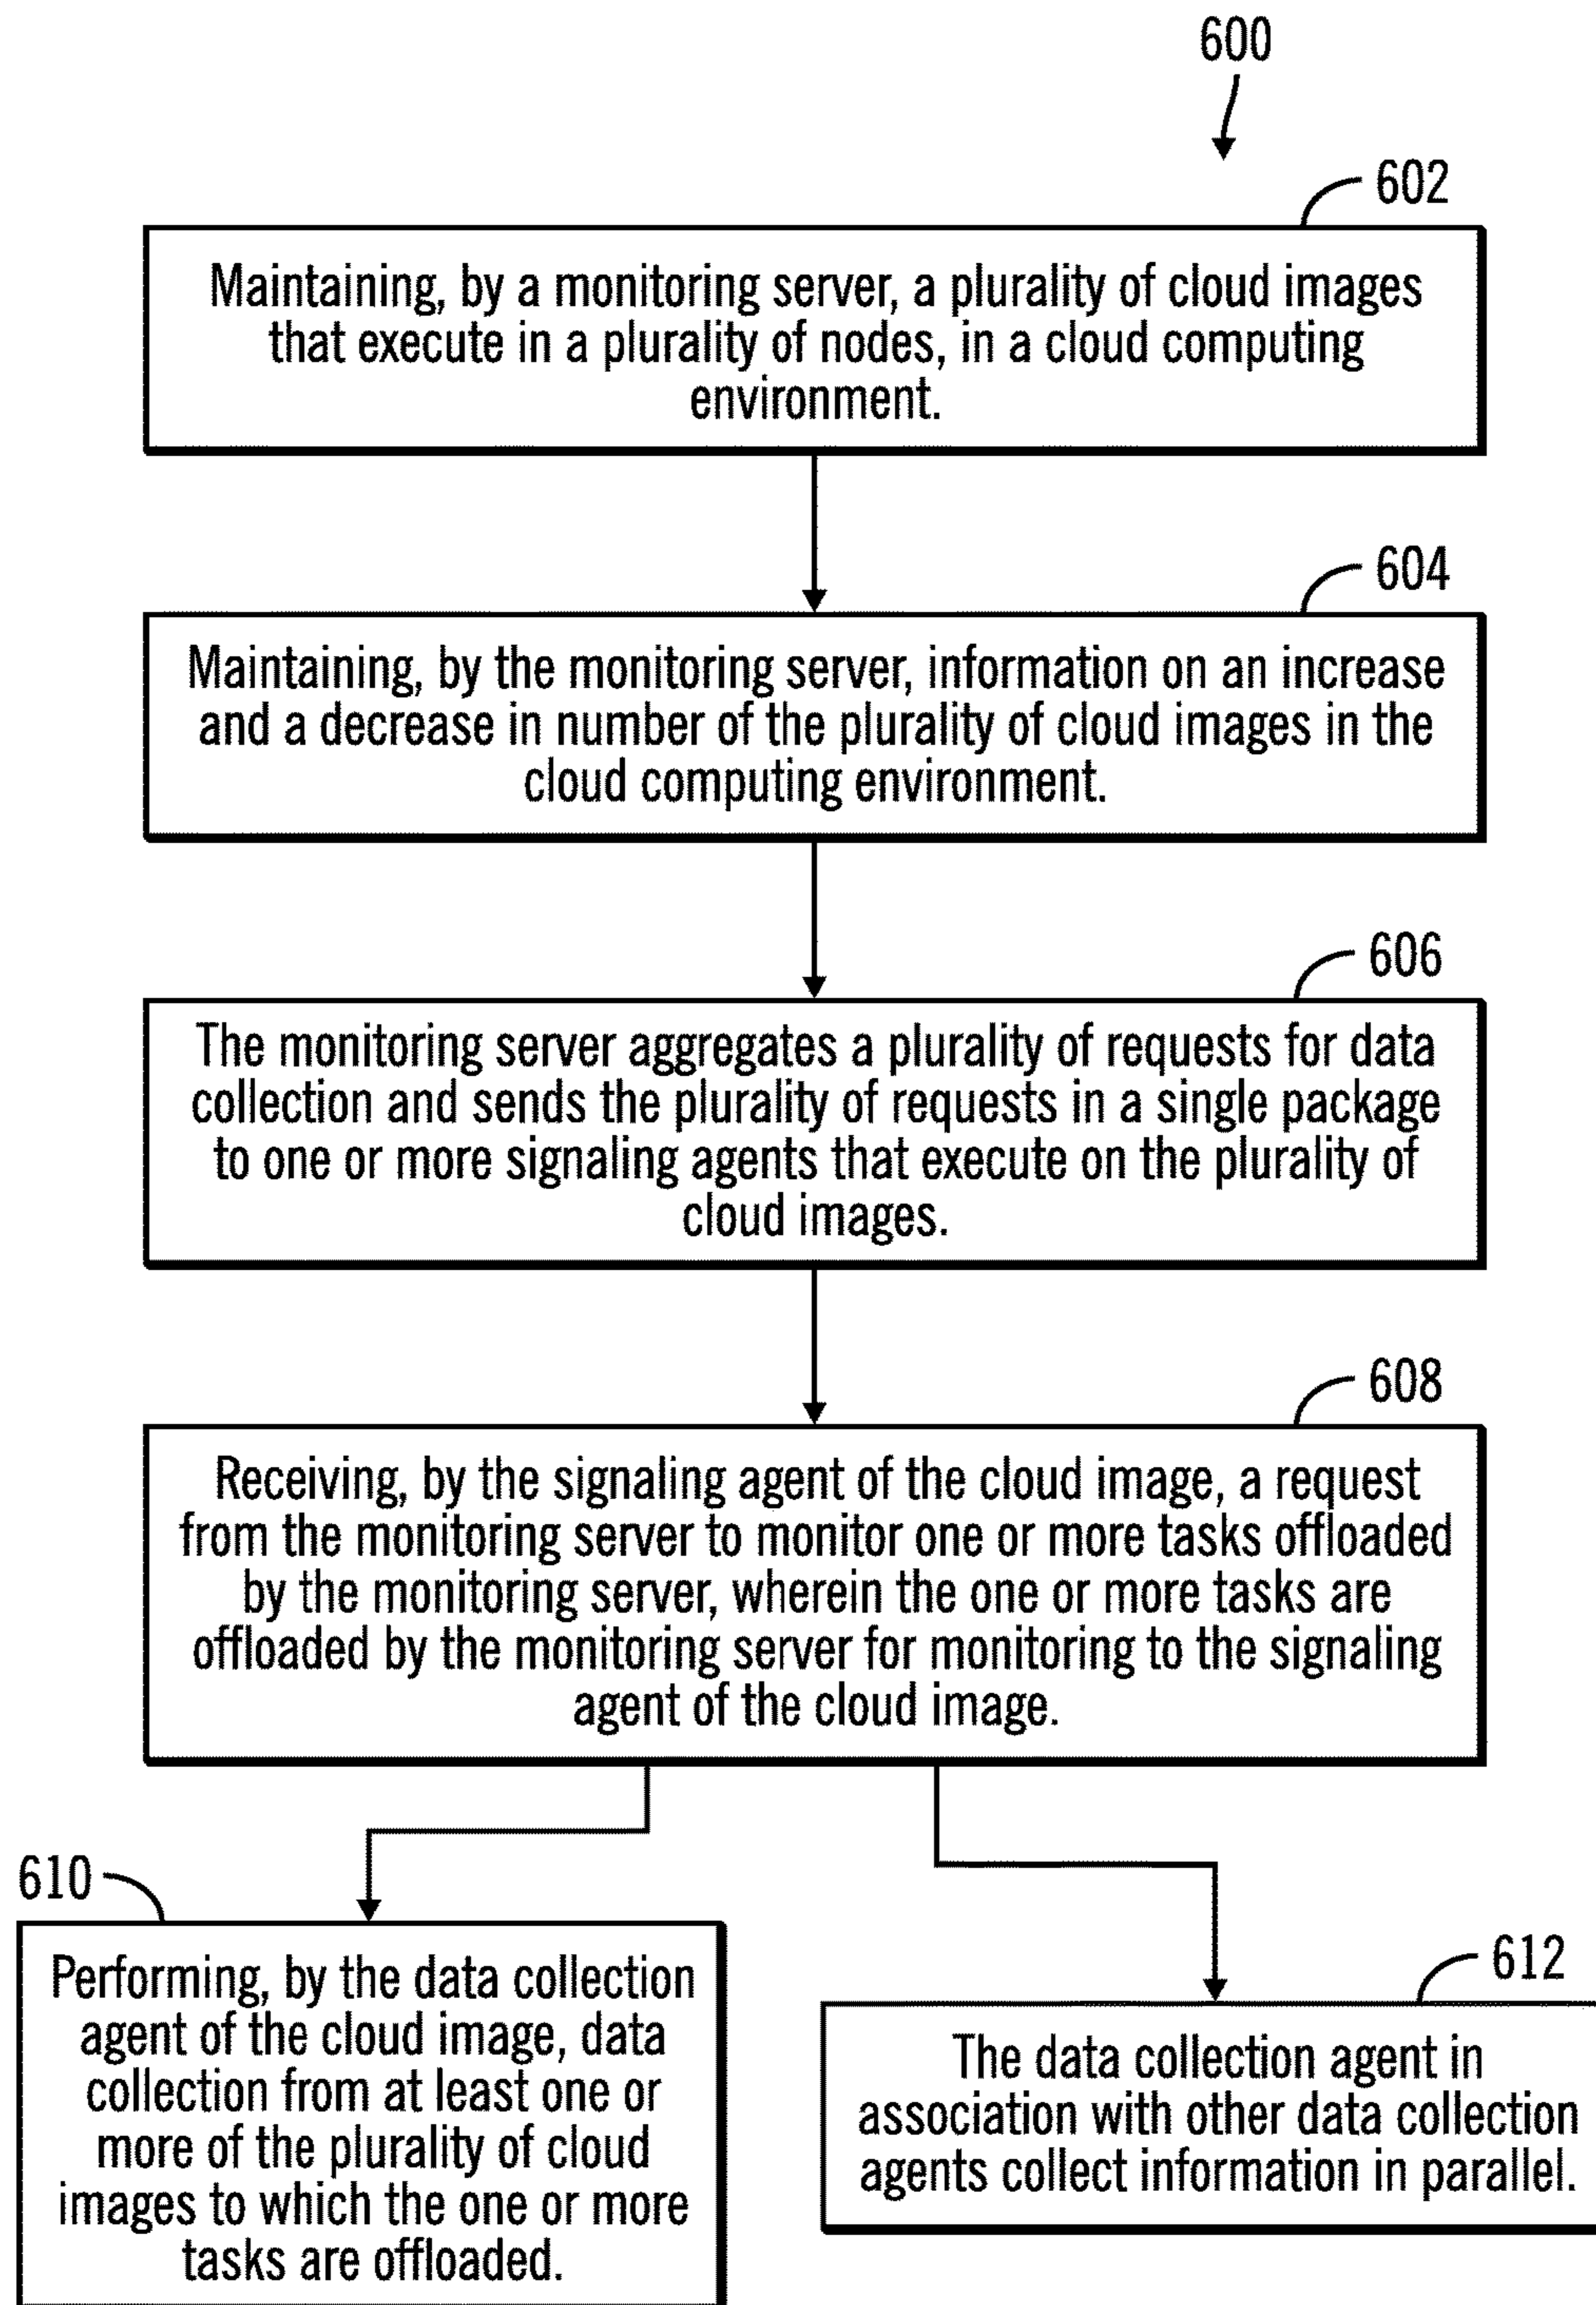 600
602
Maintaining, by a monitoring server, a plurality of cloud images
that execute in a plurality of nodes, in a cloud computing
environment.
604
Maintaining, by the monitoring server, information on an increase
and a decrease in number of the plurality of cloud images in the
cloud computing environment.
606
The monitoring server aggregates a plurality of requests for data
collection and sends the plurality of requests in a single package
to one or more signaling agents that execute on the plurality of
cloud images.
608
Receiving, by the signaling agent of the cloud image, a request
from the monitoring server to monitor one or more tasks offloaded
by the monitoring server, wherein the one or more tasks are
offloaded by the monitoring server for monitoring to the signaling
agent of the cloud image.
610
Performing, by the data collection
agent of the cloud image, data
collection from at least one or
more of the plurality of cloud
images to which the one or more
tasks are offloaded.
612
The data collection agent in
association with other data collection
agents collect information in parallel.